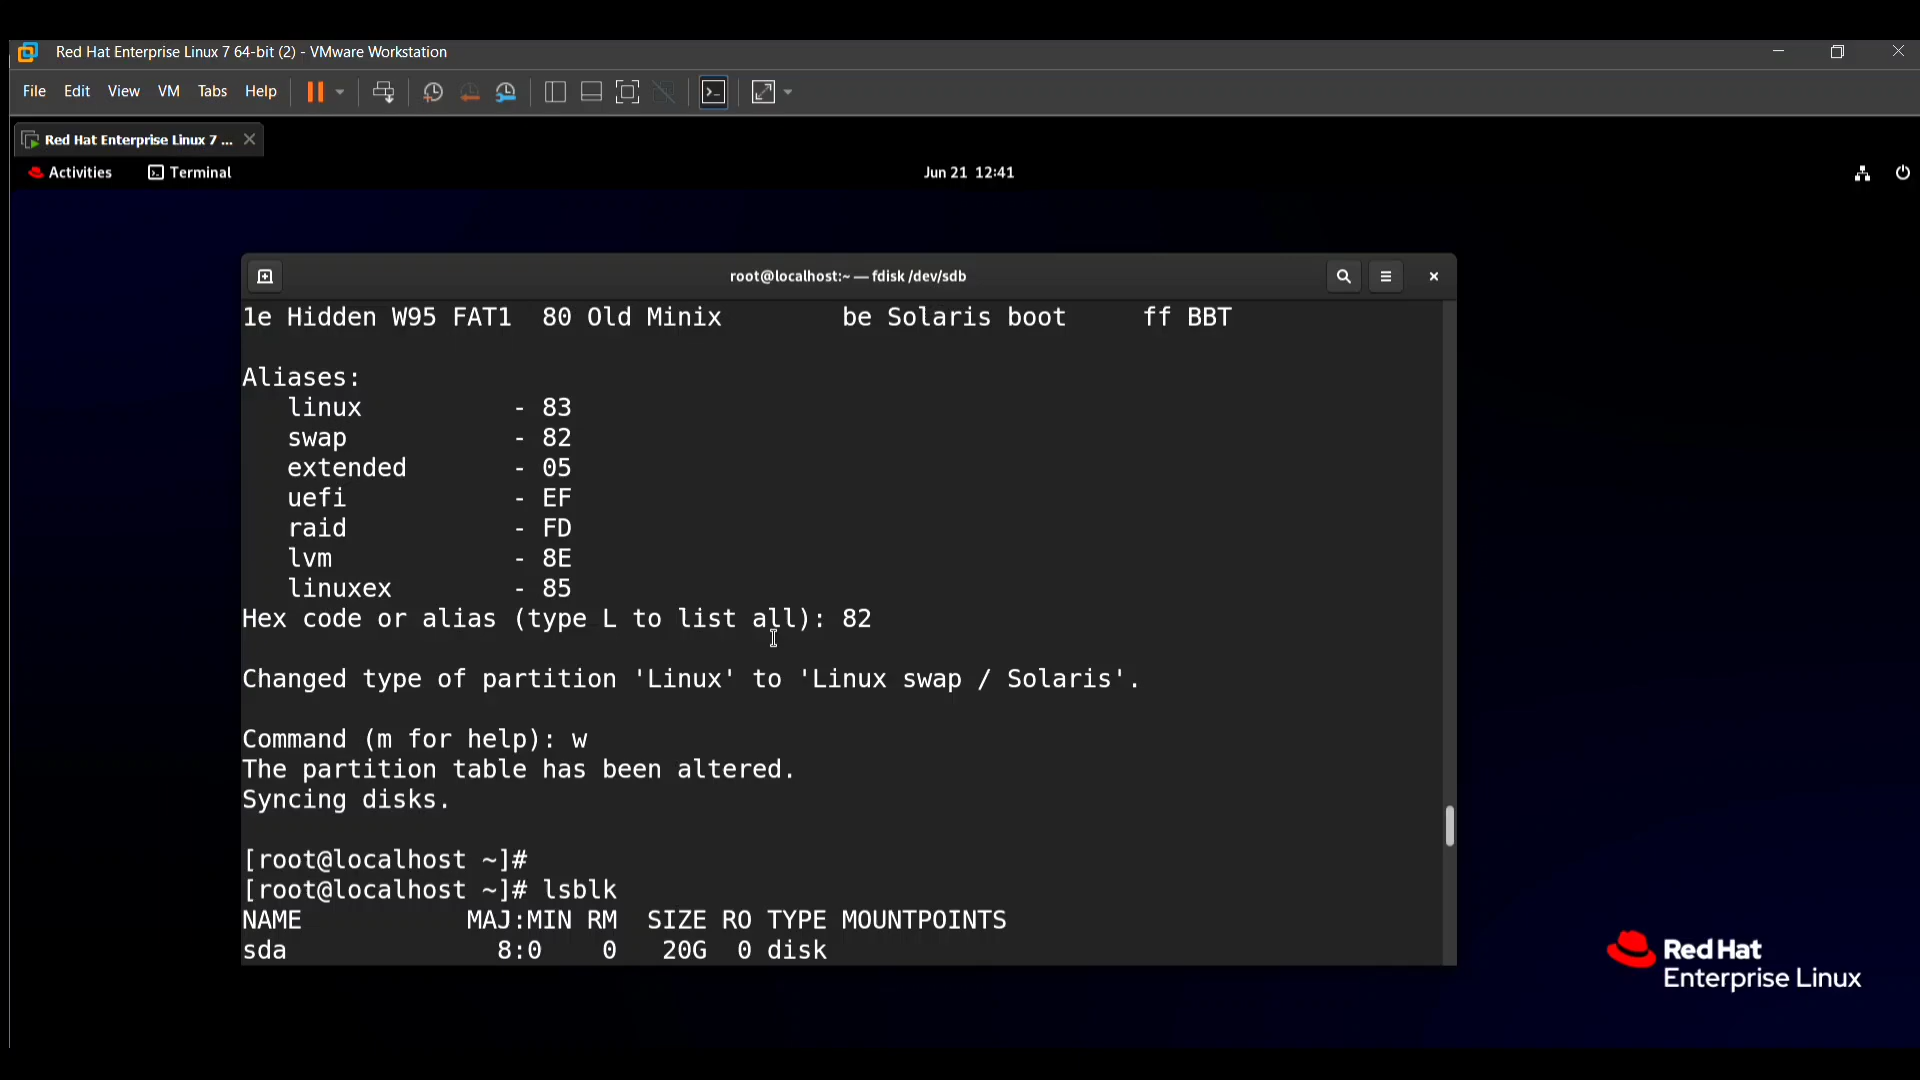 Red Hat Enterprise Linux 7 64-bit (2) - VMware Workstation
File Edit View VM Tabs Help
Red Hat Enterprise Linux 7 ...
Activities Terminal Jun 21 12:41
root@localhost:~ — fdisk /dev/sdb
1e Hidden W95 FAT1 80 Old Minix be Solaris boot ff BBT
Aliases:
linux - 83
swap - 82
extended - 05
uefi - EF
raid - FD
lvm - 8E
linuxex - 85
Hex code or alias (type L to list all): 82
Changed type of partition 'Linux' to 'Linux swap / Solaris'.
Command (m for help): w
The partition table has been altered.
Syncing disks.
[root@localhost ~]#
[root@localhost ~]# lsblk
NAME MAJ:MIN RM SIZE RO TYPE MOUNTPOINTS
sda 8:0 0 20G 0 disk
Red Hat
Enterprise Linux